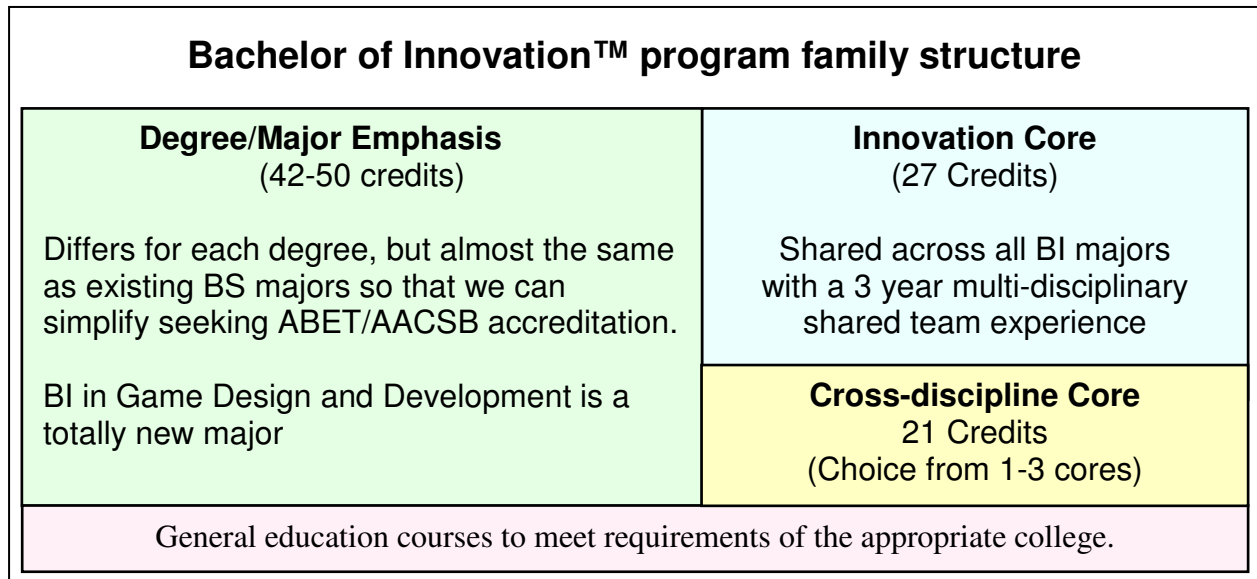 Bachelor of Innovation™ program family structure
Degree/Major Emphasis
(42-50 credits)
Differs for each degree, but almost the same
as existing BS majors so that we can
simplify seeking ABET/AACSB accreditation.
BI in Game Design and Development is a
totally new major
Innovation Core
(27 Credits)
Shared across all BI majors
with a 3 year multi-disciplinary
shared team experience
Cross-discipline Core
21 Credits
(Choice from 1-3 cores)
General education courses to meet requirements of the appropriate college.